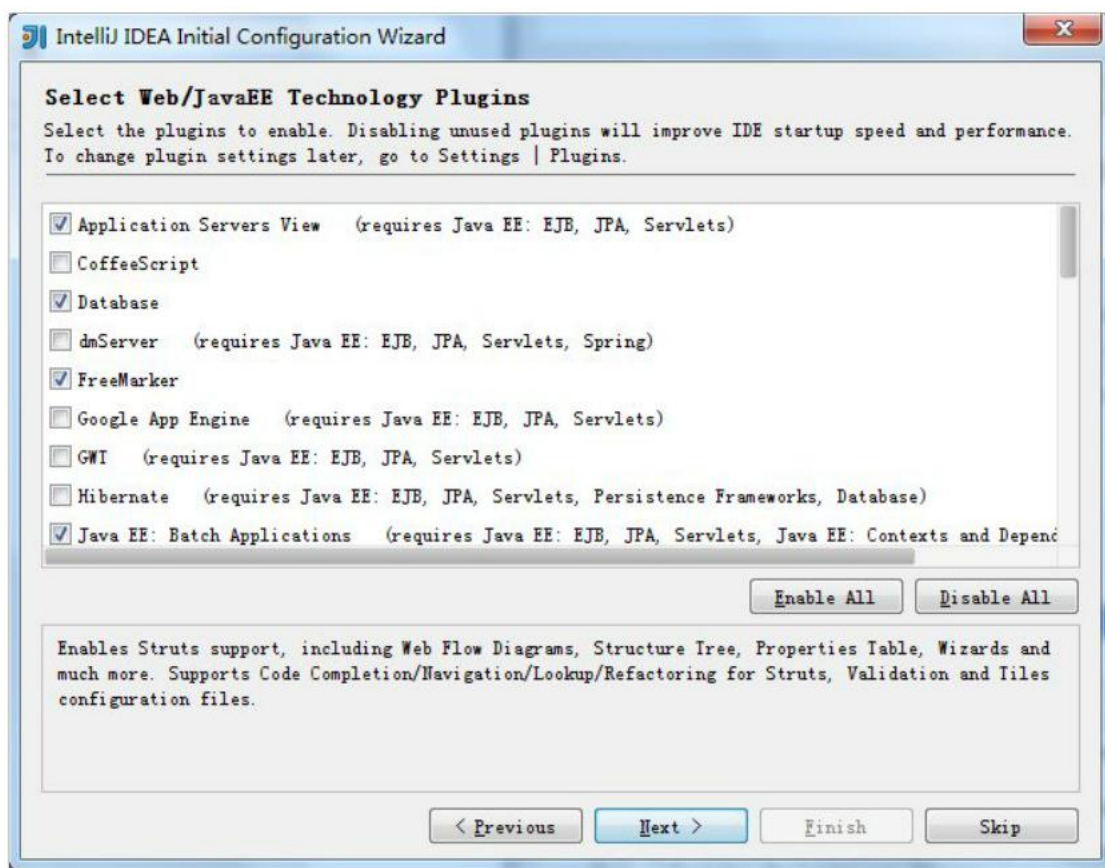 IntelliJ IDEA Initial Configuration Wizard
Select Web/JavaEE Technology Plugins
Select the plugins to enable. Disabling unused plugins will improve IDE startup speed and performance.
To change plugin settings later, go to Settings | Plugins.
Application Servers View (requires Java EE: EJB, JPA, Servlets)
CoffeeScript
Database
dmServer (requires Java EE: EJB, JPA, Servlets, Spring)
FreeMarker
Google App Engine (requires Java EE: EJB, JPA, Servlets)
GWT (requires Java EE: EJB, JPA, Servlets)
Hibernate (requires Java EE: EJB, JPA, Servlets, Persistence Frameworks, Database)
Java EE: Batch Applications (requires Java EE: EJB, JPA, Servlets, Java EE: Contexts and Depend
Enable All Disable All
Enables Struts support, including Web Flow Diagrams, Structure Tree, Properties Table, Wizards and
much more. Supports Code Completion/Navigation/Lookup/Refactoring for Struts, Validation and Tiles
configuration files.
< Previous Next > Finish Skip